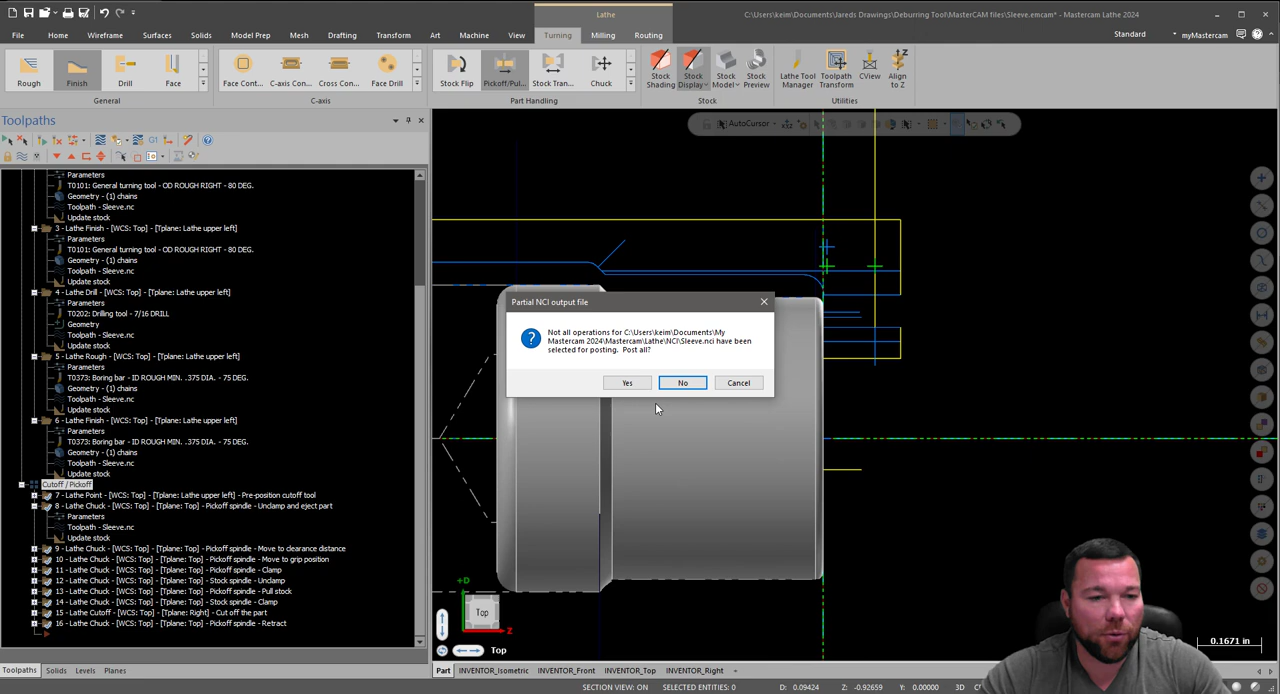 Lathe
C:\Users\keim\Documents\Jareds Drawings\Deburring Tool\MasterCAM files\Sleeve.emcam* - Mastercam Lathe 2024
File Home Wireframe Surfaces Solids Model Prep Mesh Drafting Transform Art Machine View Turning Milling Routing
Standard myMastercam
Rough Finish Drill Face
Face Cont... C-axis Con... Cross Con... Face Drill
Stock Flip Pickoff/Pul... Stock Tran... Chuck
Stock Shading
Stock Display
Stock Model
Stock Preview
Lathe Tool Manager
Toolpath Transform
CView
Align to Z
General C-axis Part Handling Stock Utilities
Toolpaths
AutoCursor
Parameters
T0101: General turning tool - OD ROUGH RIGHT - 80 DEG.
Geometry - (1) chains
Toolpath - Sleeve.nc
Update stock
3 - Lathe Finish - [WCS: Top] - [Tplane: Lathe upper left]
Parameters
T0101: General turning tool - OD ROUGH RIGHT - 80 DEG.
Geometry - (1) chains
Toolpath - Sleeve.nc
Update stock
4 - Lathe Drill - [WCS: Top] - [Tplane: Lathe upper left]
Parameters
T0202: Drilling tool - 7/16 DRILL
Geometry
Toolpath - Sleeve.nc
Update stock
5 - Lathe Rough - [WCS: Top] - [Tplane: Lathe upper left]
Parameters
T0373: Boring bar - ID ROUGH MIN. .375 DIA. - 75 DEG.
Geometry - (2) chains
Toolpath - Sleeve.nc
Update stock
6 - Lathe Finish - [WCS: Top] - [Tplane: Lathe upper left]
Parameters
T0373: Boring bar - ID ROUGH MIN. .375 DIA. - 75 DEG.
Geometry - (2) chains
Toolpath - Sleeve.nc
Update stock
Cutoff / Pickoff
7 - Lathe Point - [WCS: Top] - [Tplane: Lathe upper left] - Pre-position cutoff tool
8 - Lathe Chuck - [WCS: Top] - [Tplane: Top] - Pickoff spindle - Unclamp and eject part
Parameters
Toolpath - Sleeve.nc
Update stock
9 - Lathe Chuck - [WCS: Top] - [Tplane: Top] - Pickoff spindle - Move to clearance distance
10 - Lathe Chuck - [WCS: Top] - [Tplane: Top] - Pickoff spindle - Move to grip position
11 - Lathe Chuck - [WCS: Top] - [Tplane: Top] - Pickoff spindle - Clamp
12 - Lathe Chuck - [WCS: Top] - [Tplane: Top] - Stock spindle - Unclamp
13 - Lathe Chuck - [WCS: Top] - [Tplane: Top] - Pickoff spindle - Pull stock
14 - Lathe Chuck - [WCS: Top] - [Tplane: Top] - Stock spindle - Clamp
15 - Lathe Cutoff - [WCS: Top] - [Tplane: Right] - Cut off the part
16 - Lathe Chuck - [WCS: Top] - [Tplane: Top] - Pickoff spindle - Retract
Partial NCI output file
Not all operations for C:\Users\keim\Documents\My
Mastercam 2024\Mastercam\Lathe\NCI\Sleeve.nci have been
selected for posting. Post all?
Yes No Cancel
+D
Top
Z
Top
0.1671 in
Toolpaths Solids Levels Planes
Part INVENTOR_Isometric INVENTOR_Front INVENTOR_Top INVENTOR_Right +
SECTION VIEW: ON SELECTED ENTITIES: 0 D: 0.09424 Z: -0.92659 Y: 0.00000 3D